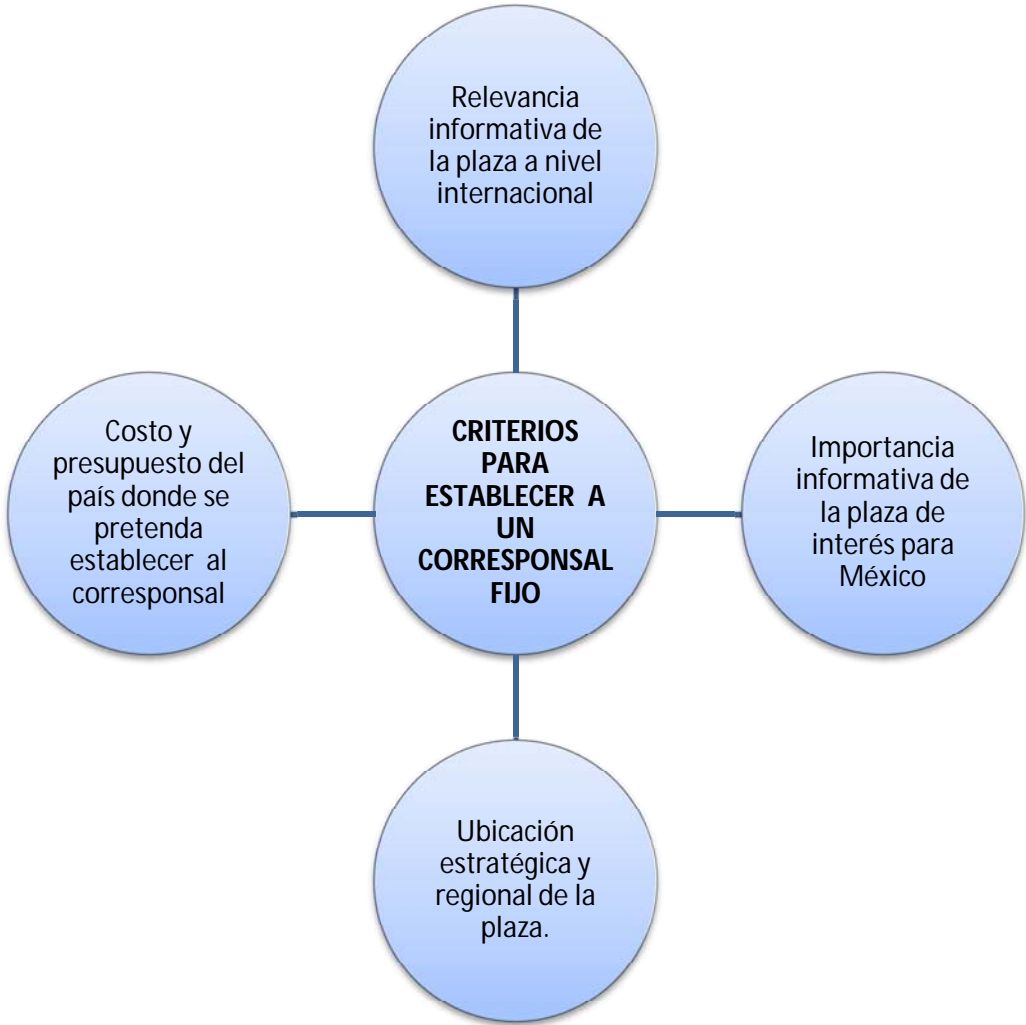 Relevancia
informativa de
la plaza a nivel
internacional
Costo y
presupuesto del
país donde se
pretenda
establecer al
corresponsal
CRITERIOS
PARA
ESTABLECER A
UN
CORRESPONSAL
FIJO
Importancia
informativa de
la plaza de
interés para
México
Ubicación
estratégica y
regional de la
plaza.